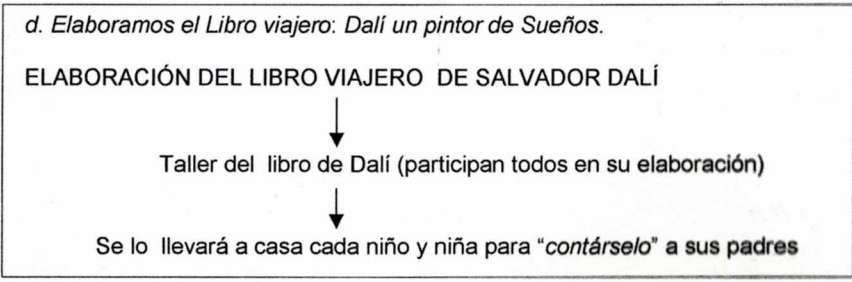 d. Elaboramos el Libro viajero: Dalí un pintor de Sueños.
ELABORACIÓN DEL LIBRO VIAJERO DE SALVADOR DALÍ
Taller del libro de Dalí (participan todos en su elaboración)
Se lo llevará a casa cada niño y niña para “contárselo” a sus padres